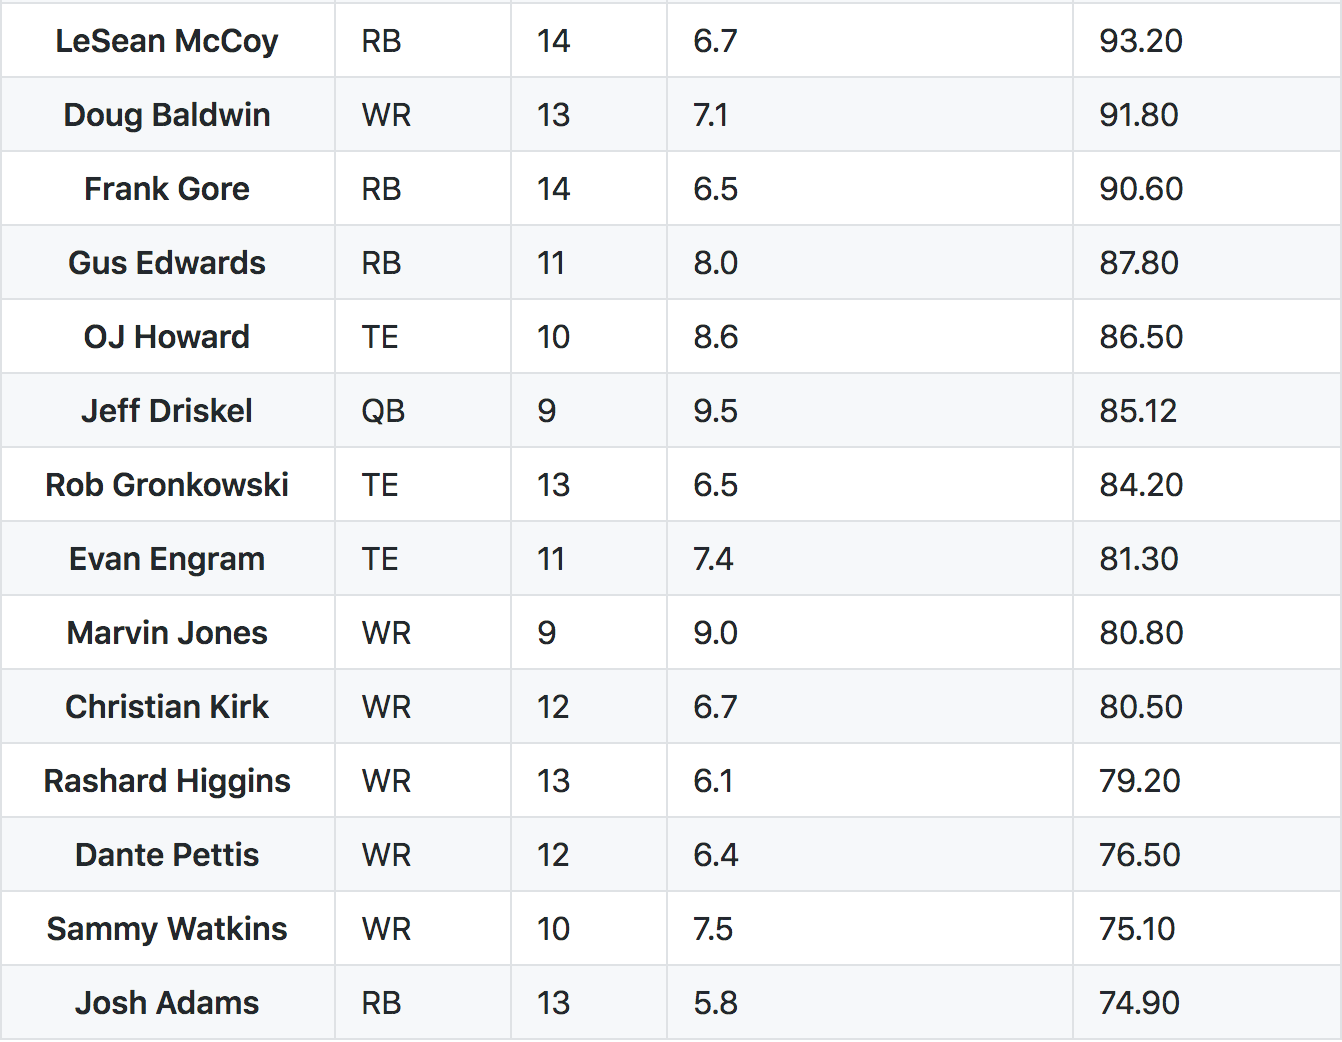 LeSean McCoy RB 14 6.7 93.20
Doug Baldwin WR 13 7.1 91.80
Frank Gore RB 14 6.5 90.60
Gus Edwards RB 11 8.0 87.80
OJ Howard TE 10 8.6 86.50
Jeff Driskel QB 9 9.5 85.12
Rob Gronkowski TE 13 6.5 84.20
Evan Engram TE 11 7.4 81.30
Marvin Jones WR 9 9.0 80.80
Christian Kirk WR 12 6.7 80.50
Rashard Higgins WR 13 6.1 79.20
Dante Pettis WR 12 6.4 76.50
Sammy Watkins WR 10 7.5 75.10
Josh Adams RB 13 5.8 74.90